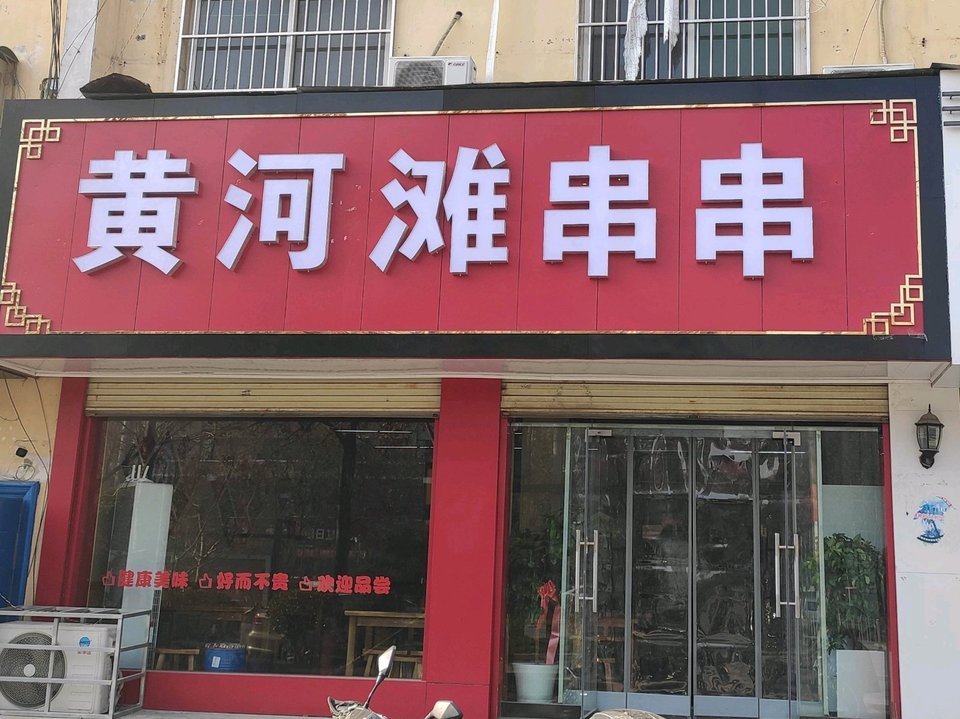 黄河滩串串
健康美味 好而不贵 欢迎品尝